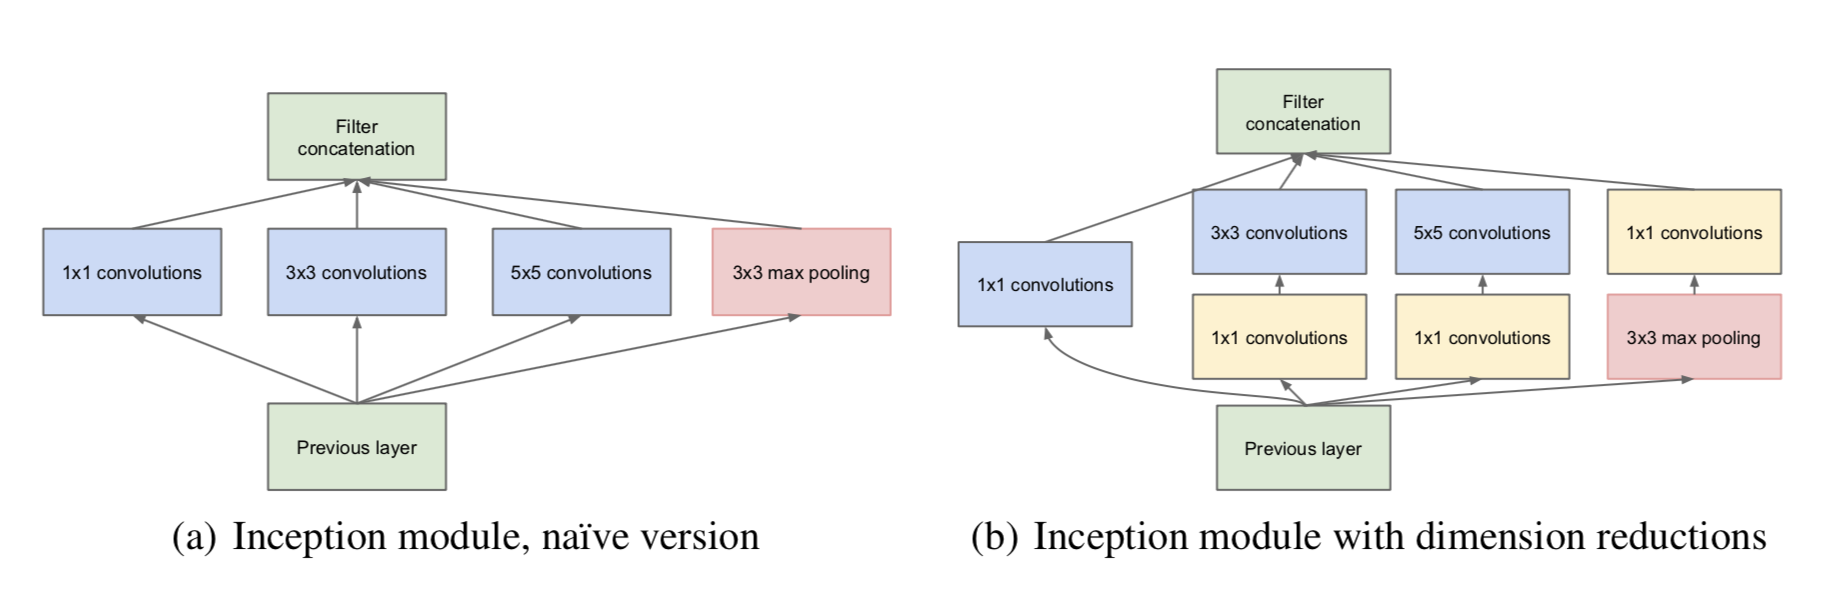 Filter
concatenation
1x1 convolutions
3x3 convolutions
5x5 convolutions
3x3 max pooling
Previous layer
(a) Inception module, naïve version
Filter
concatenation
1x1 convolutions
3x3 convolutions
5x5 convolutions
1x1 convolutions
1x1 convolutions
1x1 convolutions
3x3 max pooling
Previous layer
(b) Inception module with dimension reductions